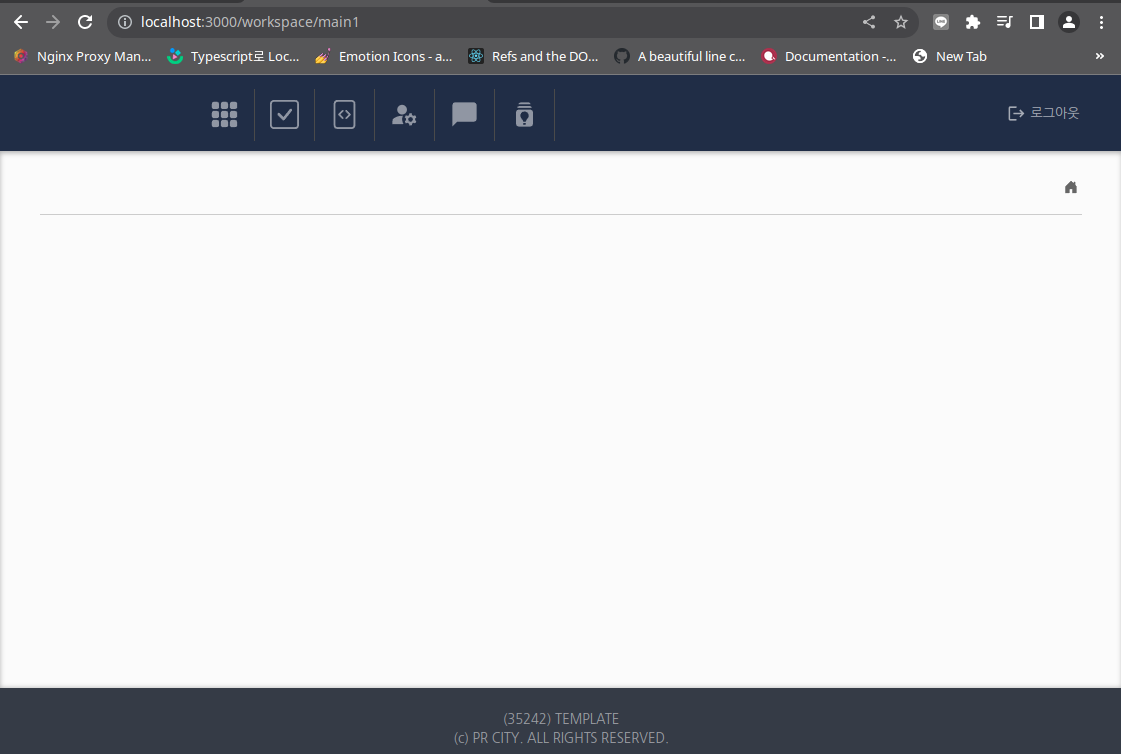 localhost:3000/workspace/main1
Nginx Proxy Man... Typescript로 Loc... Emotion Icons - a... Refs and the DO... A beautiful line c... Documentation -... New Tab »
로그아웃
(35242) TEMPLATE
(c) PR CITY. ALL RIGHTS RESERVED.